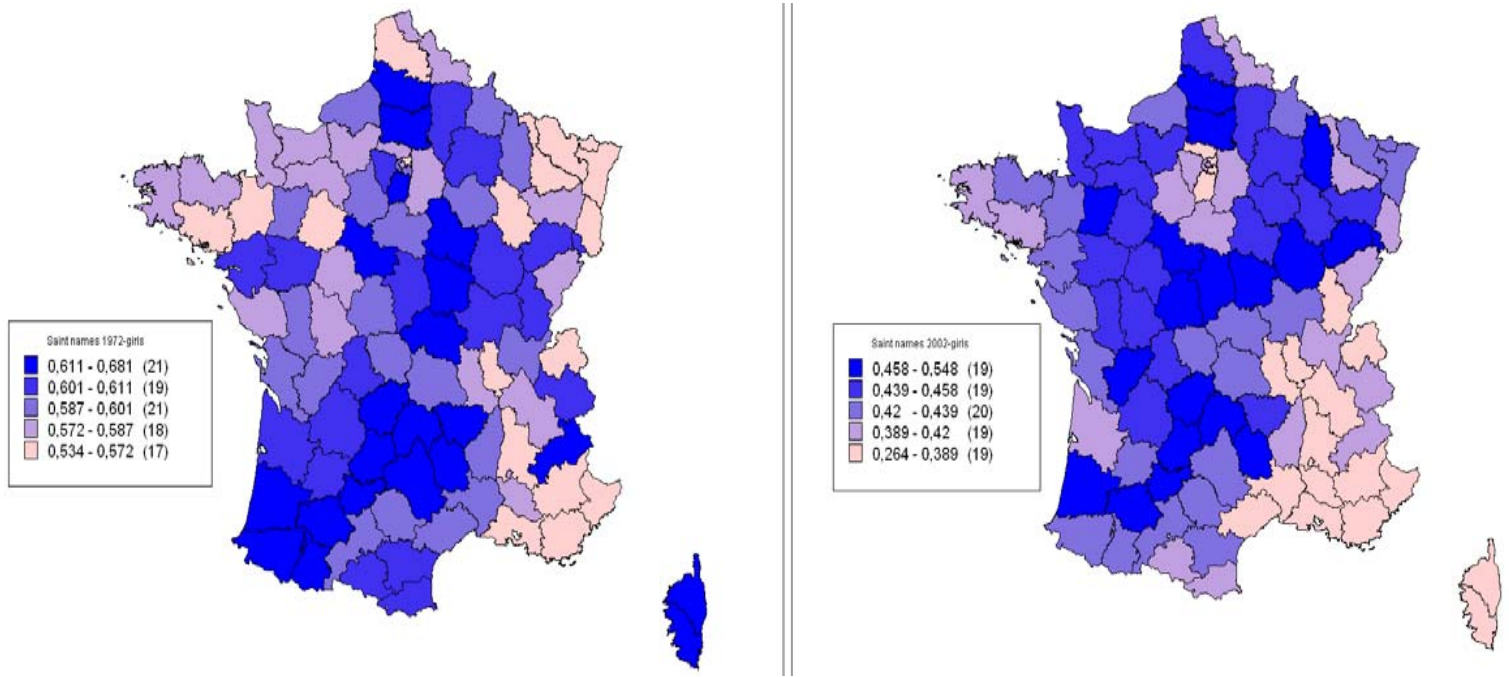 Saint names 1972-girls
0,611 - 0,681 (21)
0,601 - 0,611 (19)
0,587 - 0,601 (21)
0,572 - 0,587 (18)
0,534 - 0,572 (17)
Saint names 2002-girls
0,458 - 0,548 (19)
0,439 - 0,458 (19)
0,42 - 0,439 (20)
0,389 - 0,42 (19)
0,264 - 0,389 (19)